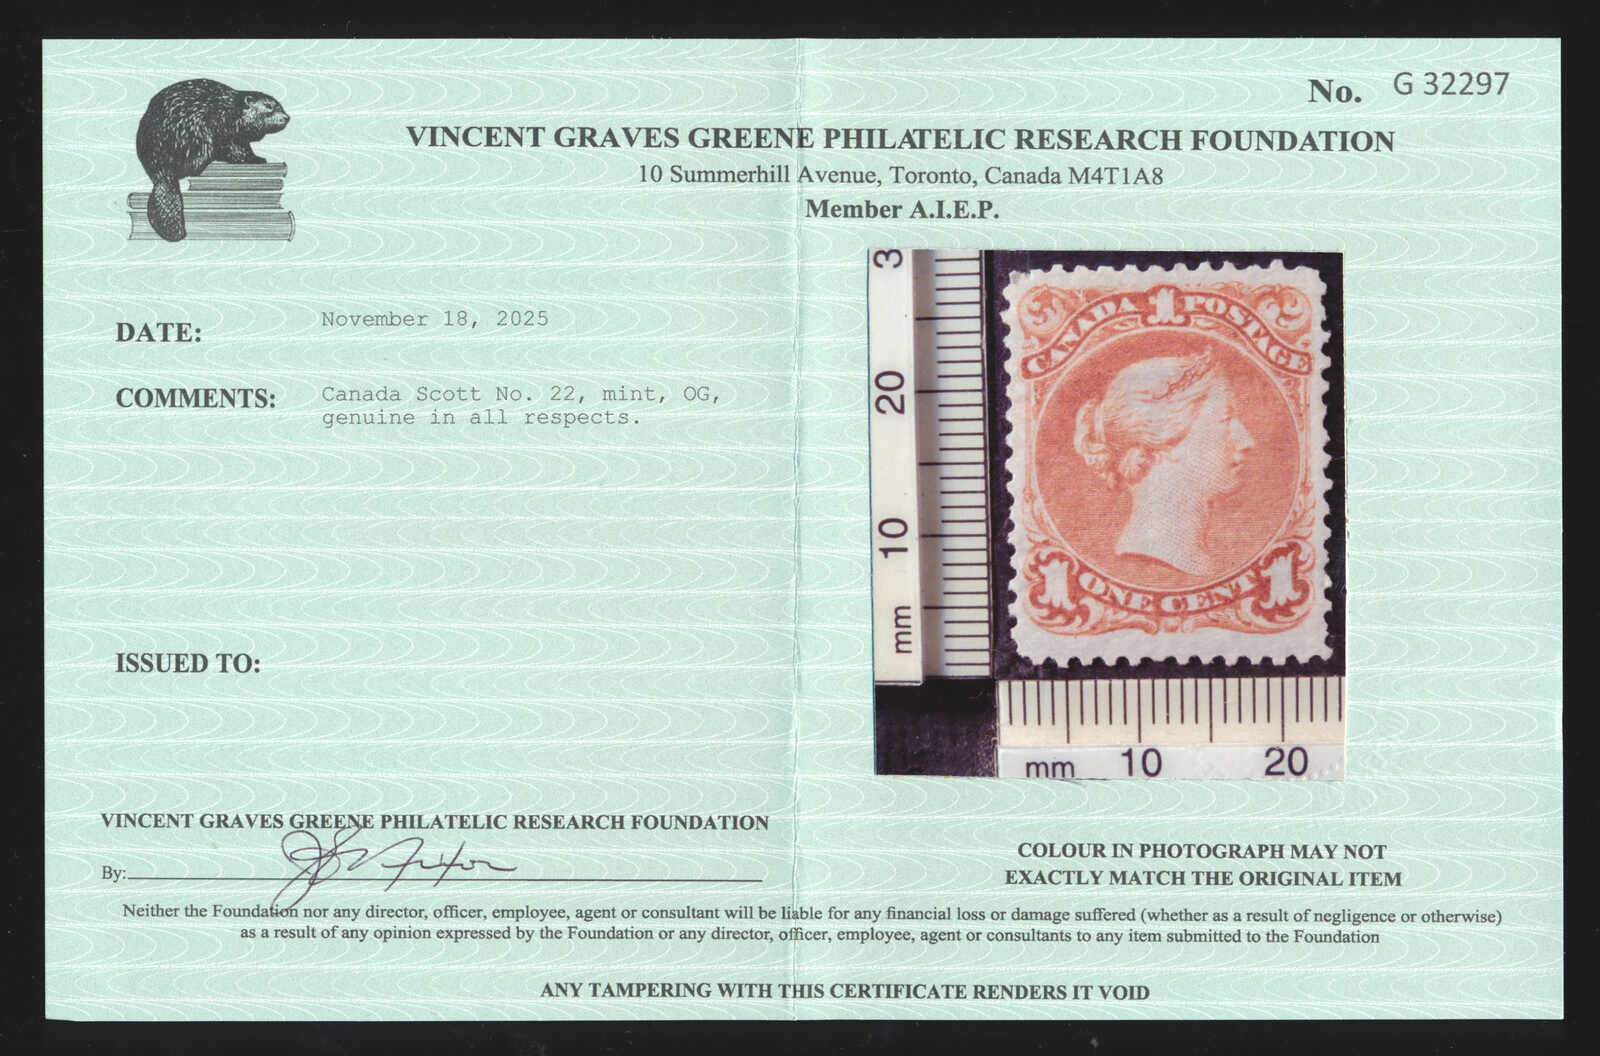 No. G 32297
VINCENT GRAVES GREENE PHILATELIC RESEARCH FOUNDATION
10 Summerhill Avenue, Toronto, Canada M4T1A8
Member A.I.E.P.
DATE: November 18, 2025
COMMENTS: Canada Scott No. 22, mint, OG,
genuine in all respects.
ISSUED TO:
3
20
10
mm
CANADA 1 POSTAGE
1 ONE CENT 1
mm 10 20
VINCENT GRAVES GREENE PHILATELIC RESEARCH FOUNDATION
By:
COLOUR IN PHOTOGRAPH MAY NOT
EXACTLY MATCH THE ORIGINAL ITEM
Neither the Foundation nor any director, officer, employee, agent or consultant will be liable for any financial loss or damage suffered (whether as a result of negligence or otherwise)
as a result of any opinion expressed by the Foundation or any director, officer, employee, agent or consultants to any item submitted to the Foundation
ANY TAMPERING WITH THIS CERTIFICATE RENDERS IT VOID